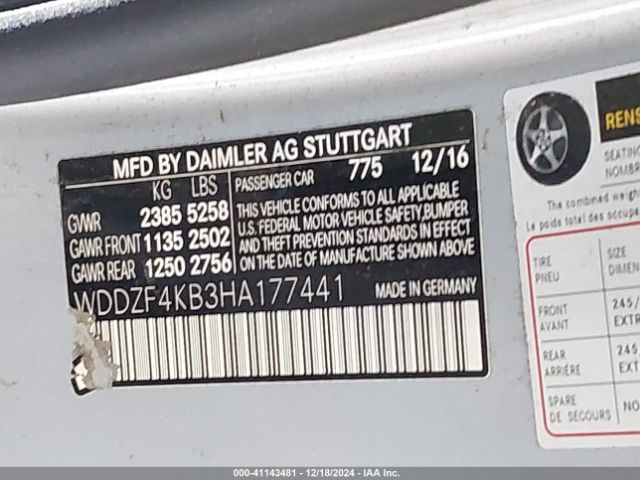 MFD BY DAIMLER AG STUTTGART
KG LBS PASSENGER CAR 775 12/16
GVWR 2385 5258
GAWR FRONT 1135 2502
GAWR REAR 1250 2756
THIS VEHICLE CONFORMS TO ALL APPLICABLE
U.S. FEDERAL MOTOR VEHICLE SAFETY, BUMPER
AND THEFT PREVENTION STANDARDS IN EFFECT
ON THE DATE OF MANUFACTURE SHOWN ABOVE
WDDZF4KB3HA177441 MADE IN GERMANY
RENS
SEATING
NOMBR
The combined weigh
Le poids total des occup
TIRE SIZE
PNEU DIMEN
FRONT 245/
AVANT EXTR
REAR 245
ARRIÈRE EXT
SPARE NO
DE SECOURS
000-41143481 - 12/18/2024 - IAA Inc.